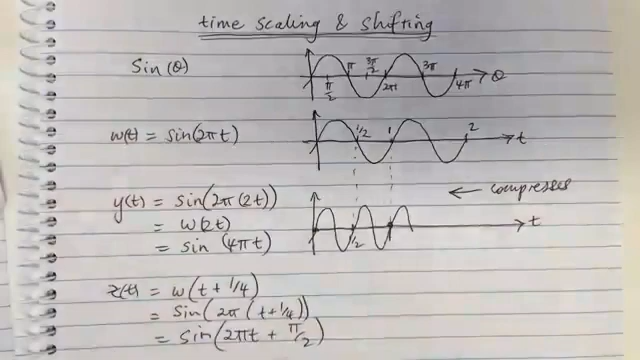 time scaling & shifting
Sin(θ)
π/2 π 3π/2 2π 3π 4π θ
w(t) = sin(2πt)
1/2 1 2 t
y(t) = sin(2π(2t))
= w(2t)
= sin (4πt)
1/2 t
← compresses
z(t) = w(t + 1/4)
= sin(2π(t+1/4))
= sin(2πt + π/2)